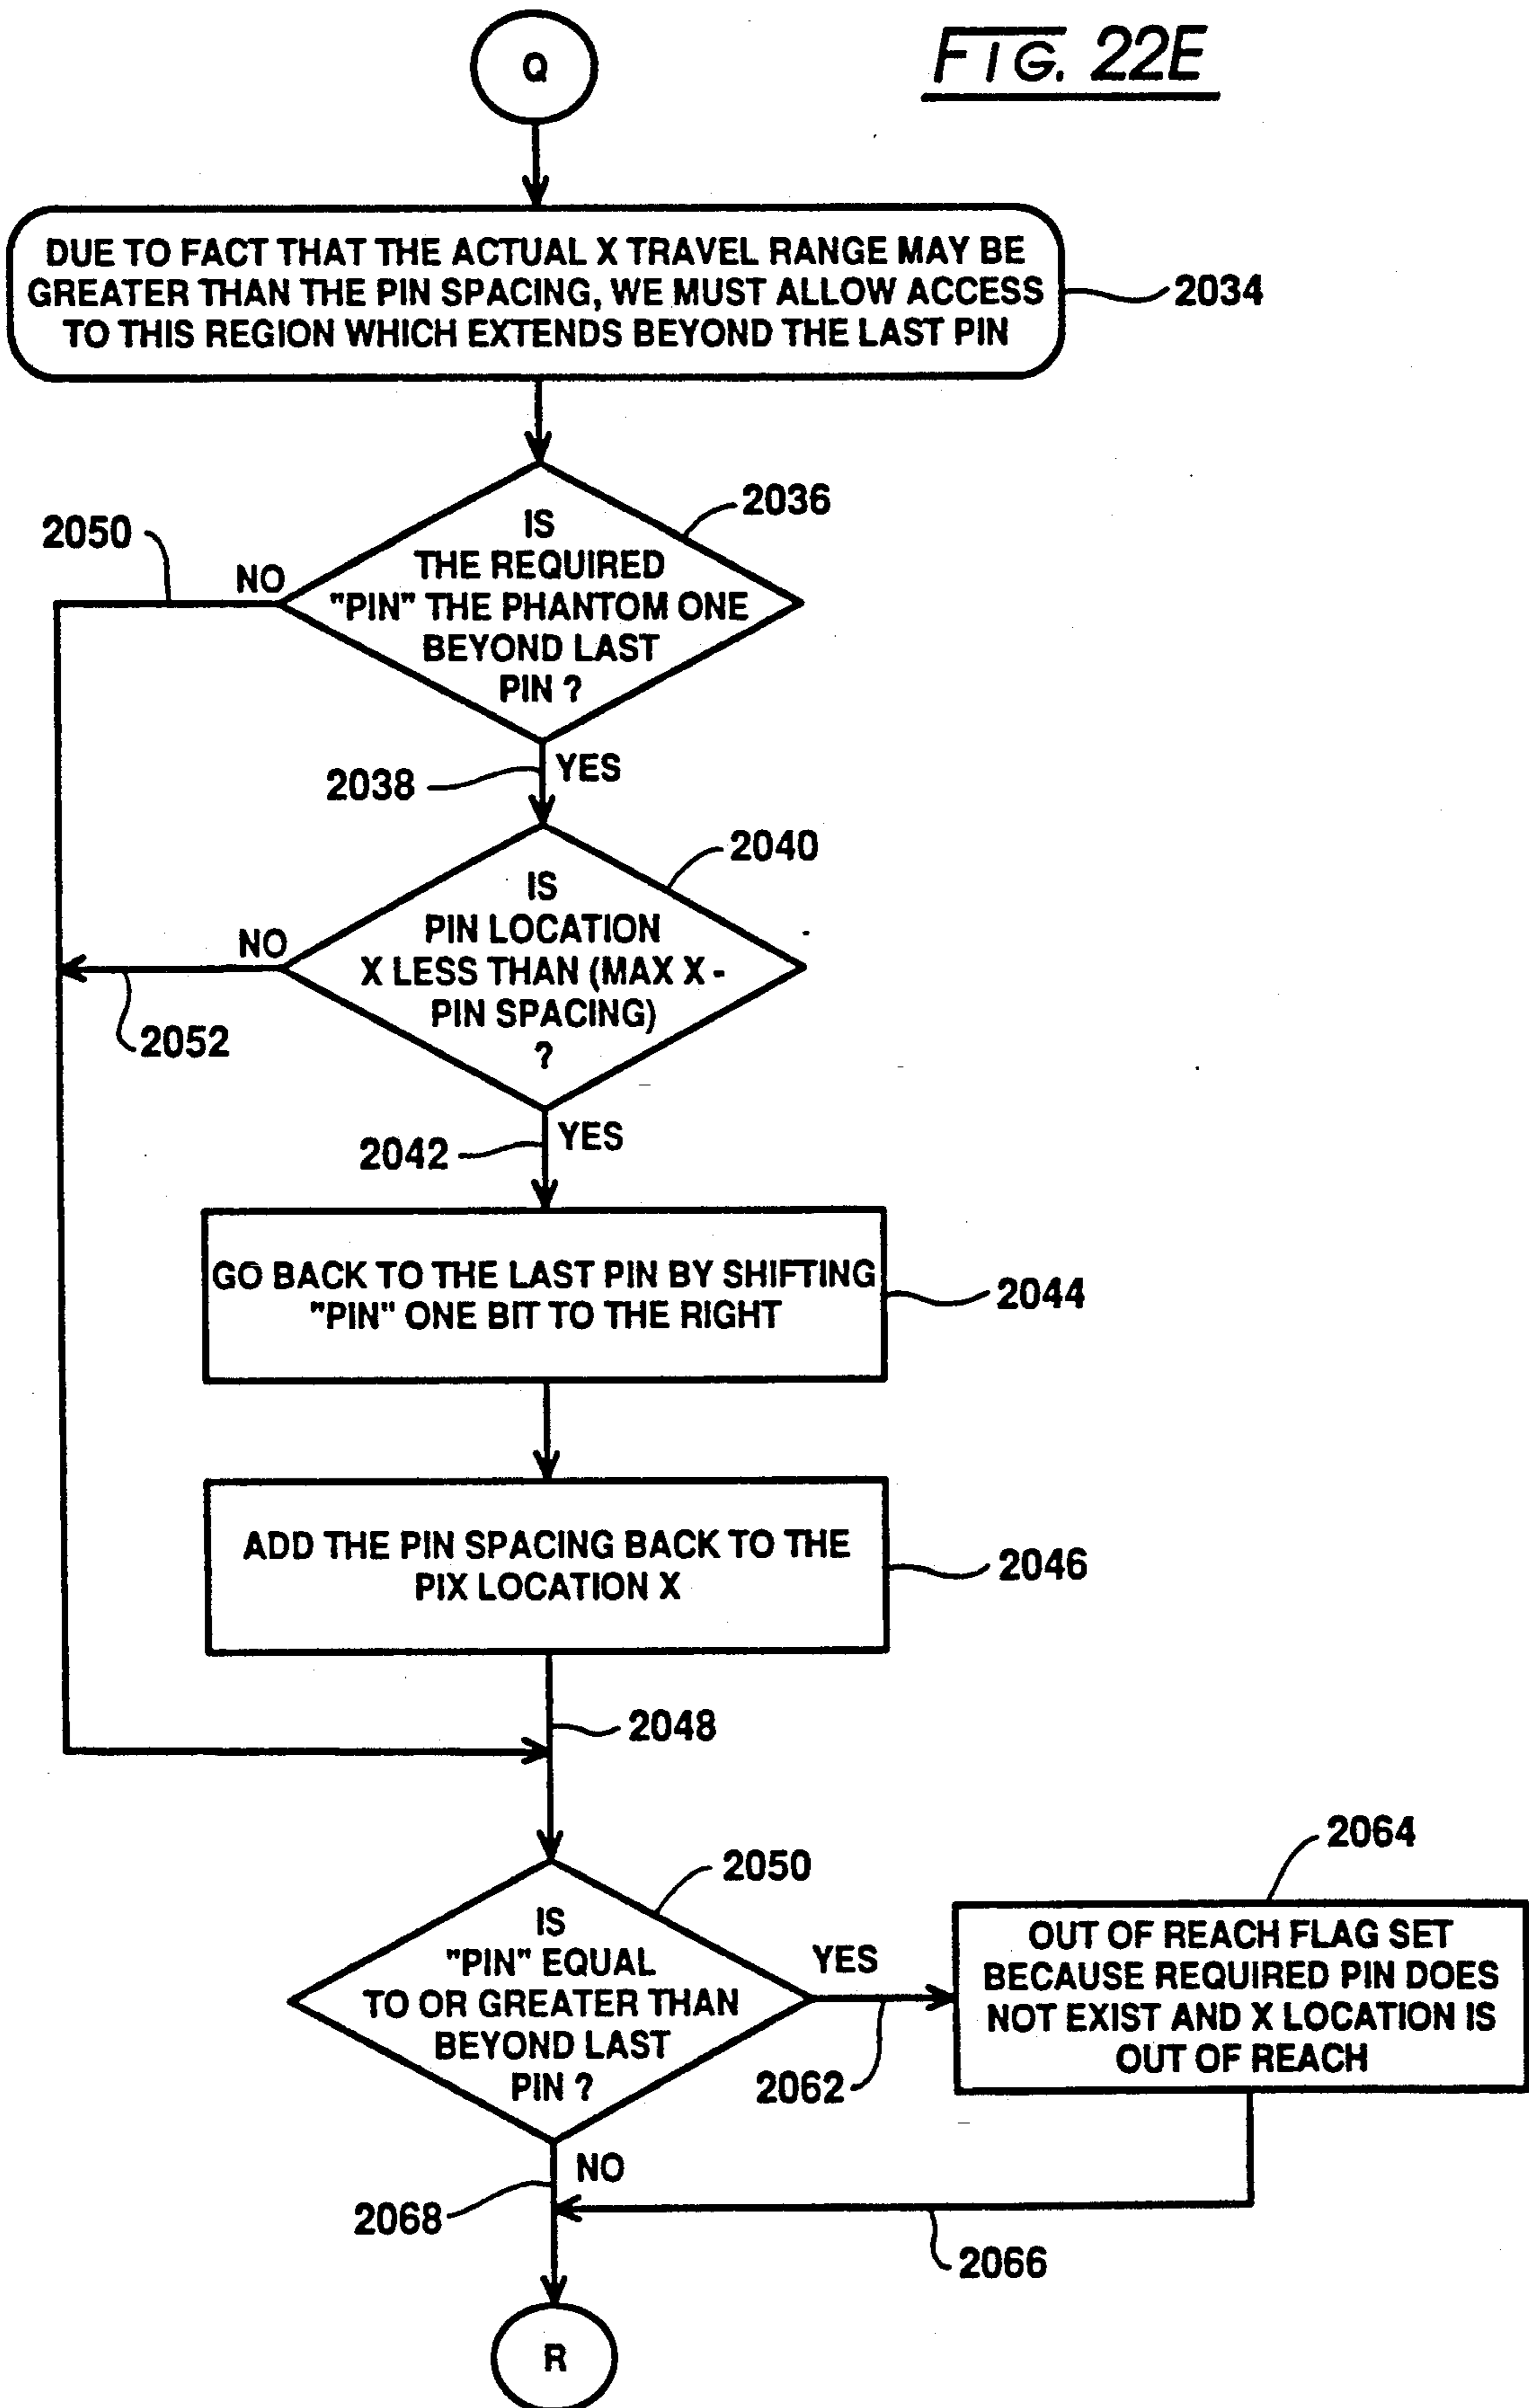 FIG. 22E
Q
DUE TO FACT THAT THE ACTUAL X TRAVEL RANGE MAY BE
GREATER THAN THE PIN SPACING, WE MUST ALLOW ACCESS
TO THIS REGION WHICH EXTENDS BEYOND THE LAST PIN
2034
2036
2050
NO
IS
THE REQUIRED
"PIN" THE PHANTOM ONE
BEYOND LAST
PIN ?
2038
YES
2040
NO
IS
PIN LOCATION
X LESS THAN (MAX X -
PIN SPACING)
?
2052
2042
YES
GO BACK TO THE LAST PIN BY SHIFTING
"PIN" ONE BIT TO THE RIGHT
2044
ADD THE PIN SPACING BACK TO THE
PIX LOCATION X
2046
2048
2050
IS
"PIN" EQUAL
TO OR GREATER THAN
BEYOND LAST
PIN ?
YES
2062
2064
OUT OF REACH FLAG SET
BECAUSE REQUIRED PIN DOES
NOT EXIST AND X LOCATION IS
OUT OF REACH
NO
2068
2066
R